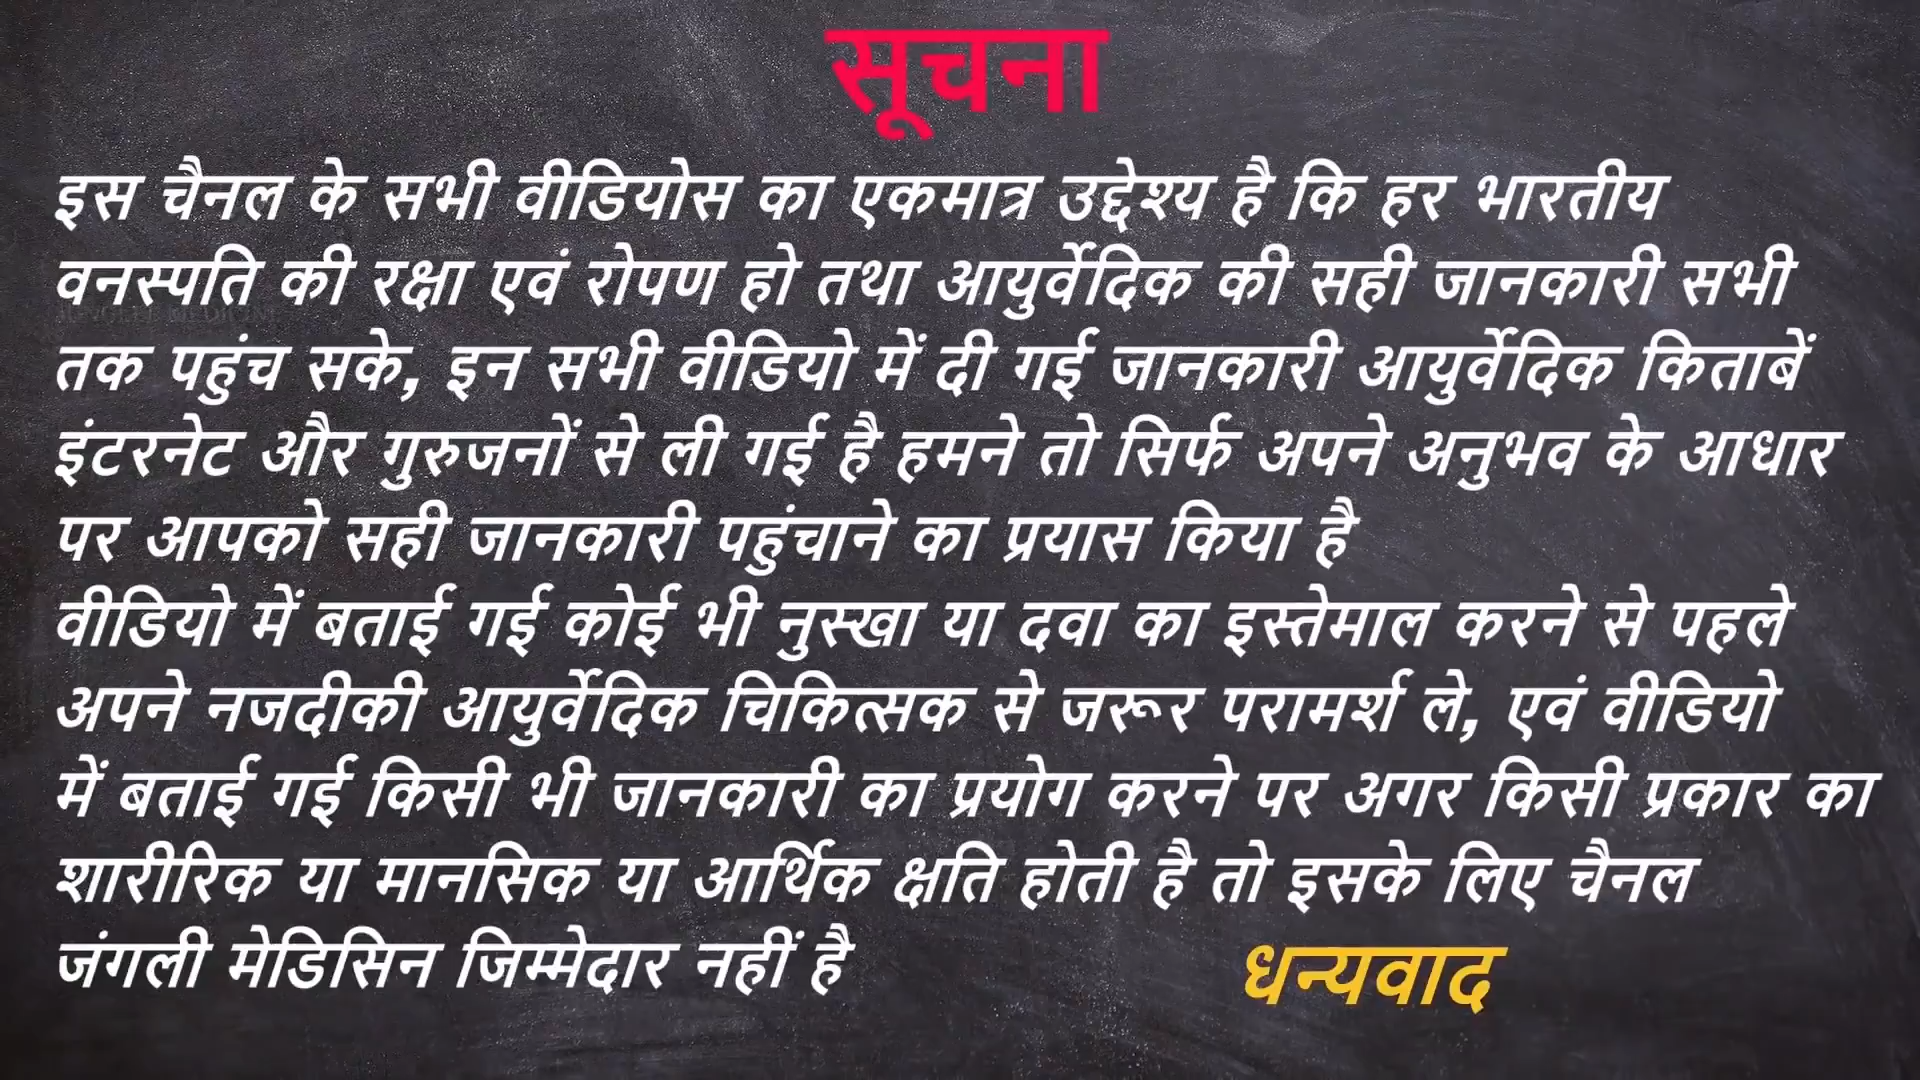 सूचना
इस चैनल के सभी वीडियोस का एकमात्र उद्देश्य है कि हर भारतीय
वनस्पति की रक्षा एवं रोपण हो तथा आयुर्वेदिक की सही जानकारी सभी
JUNGLEE MEDICINE
तक पहुंच सके, इन सभी वीडियो में दी गई जानकारी आयुर्वेदिक किताबें
इंटरनेट और गुरुजनों से ली गई है हमने तो सिर्फ अपने अनुभव के आधार
पर आपको सही जानकारी पहुंचाने का प्रयास किया है
वीडियो में बताई गई कोई भी नुस्खा या दवा का इस्तेमाल करने से पहले
अपने नजदीकी आयुर्वेदिक चिकित्सक से जरूर परामर्श ले, एवं वीडियो
में बताई गई किसी भी जानकारी का प्रयोग करने पर अगर किसी प्रकार का
शारीरिक या मानसिक या आर्थिक क्षति होती है तो इसके लिए चैनल
जंगली मेडिसिन जिम्मेदार नहीं है
धन्यवाद